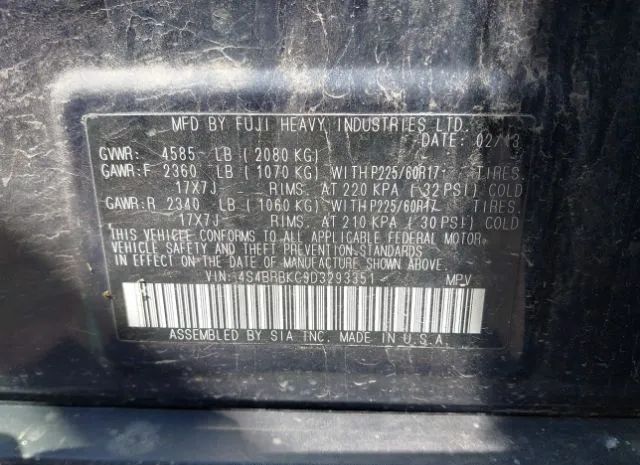 MFD BY FUJI HEAVY INDUSTRIES LTD.
DATE: 02/13
GVWR: 4585 LB (2080 KG)
GAWR:F 2360 LB (1070 KG) WITH P225/60R17 TIRES.
17X7J RIMS. AT 220 KPA (32 PSI) COLD
GAWR:R 2340 LB (1060 KG) WITH P225/60R17 TIRES.
17X7J RIMS. AT 210 KPA (30 PSI) COLD
THIS VEHICLE CONFORMS TO ALL APPLICABLE FEDERAL MOTOR
VEHICLE SAFETY AND THEFT PREVENTION STANDARDS
IN EFFECT ON THE DATE OF MANUFACTURE SHOWN ABOVE.
VIN: 4S4BRBKC9D3293351 MPV
ASSEMBLED BY SIA INC. MADE IN U.S.A.